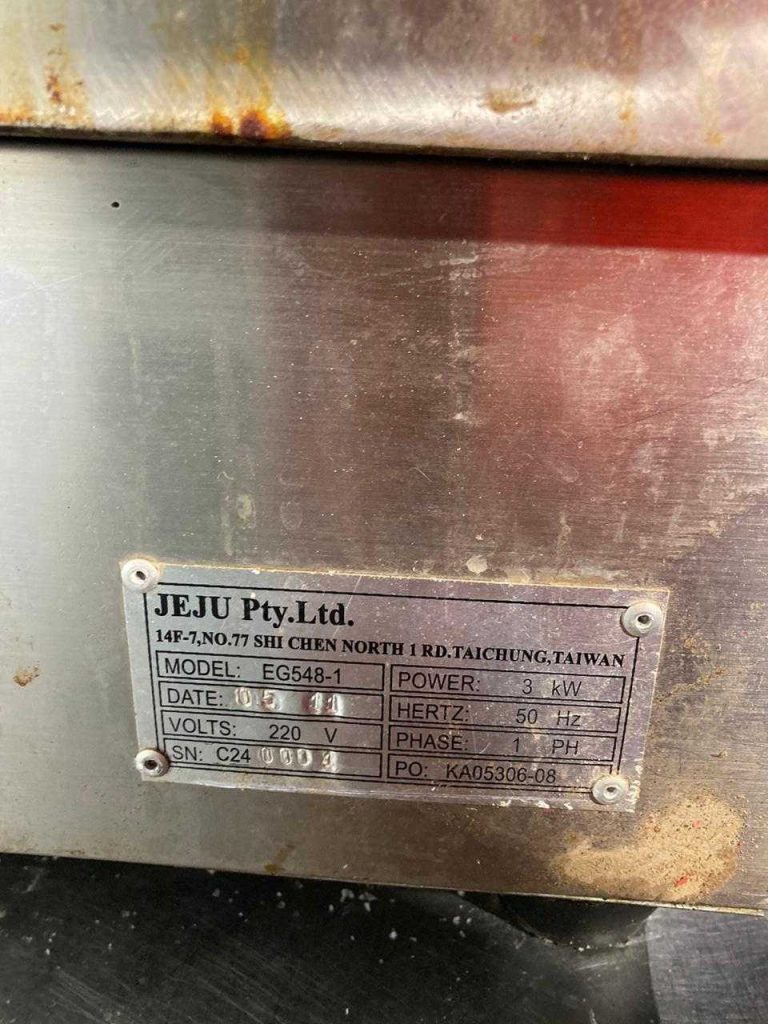 JEJU Pty.Ltd.
14F-7,NO.77 SHI CHEN NORTH 1 RD.TAICHUNG,TAIWAN
MODEL: EG548-1
POWER: 3 kW
DATE: 05 11
HERTZ: 50 Hz
VOLTS: 220 V
PHASE: 1 PH
SN: C24
PO: KA05306-08